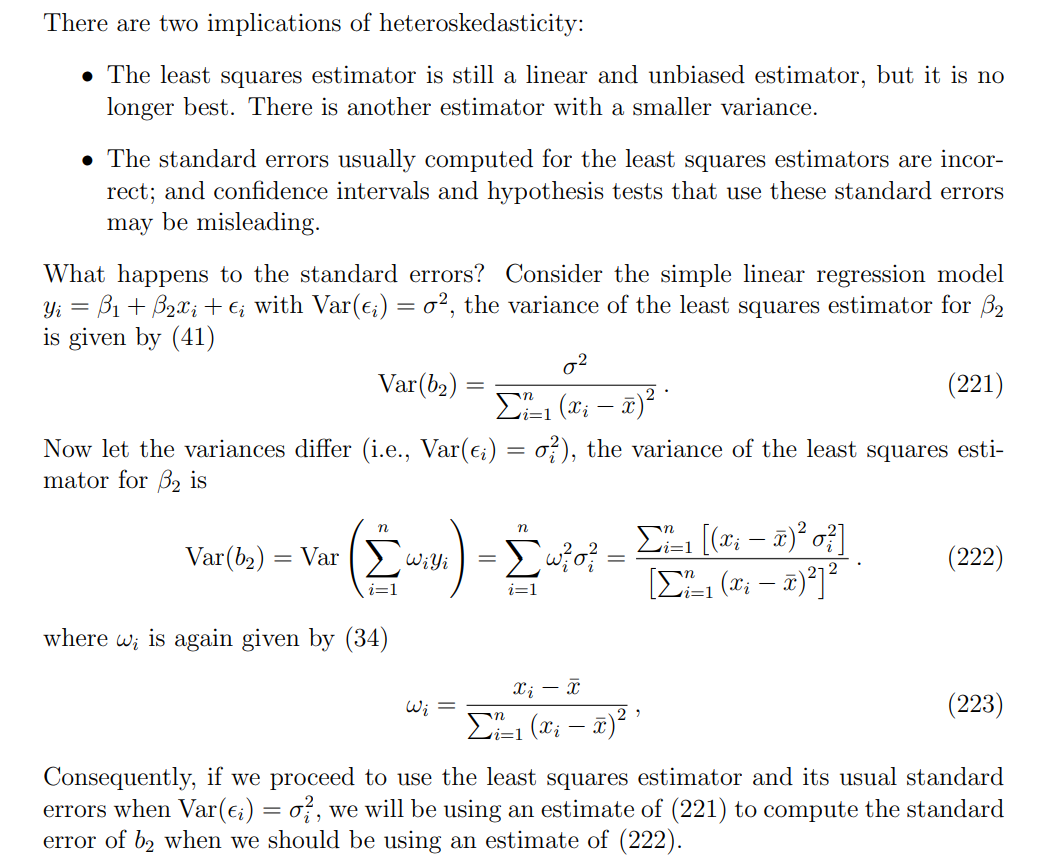 There are two implications of heteroskedasticity:
• The least squares estimator is still a linear and unbiased estimator, but it is no
longer best. There is another estimator with a smaller variance.
• The standard errors usually computed for the least squares estimators are incor-
rect; and confidence intervals and hypothesis tests that use these standard errors
may be misleading.
What happens to the standard errors? Consider the simple linear regression model
$y_i = \beta_1 + \beta_2 x_i + \epsilon_i$ with $\mathrm{Var}(\epsilon_i) = \sigma^2$, the variance of the least squares estimator for $\beta_2$
is given by (41)
$\mathrm{Var}(b_2) = \frac{\sigma^2}{\sum_{i=1}^{n} (x_i - \bar{x})^2}.$ (221)
Now let the variances differ (i.e., $\mathrm{Var}(\epsilon_i) = \sigma_i^2$), the variance of the least squares esti-
mator for $\beta_2$ is
$\mathrm{Var}(b_2) = \mathrm{Var}\left(\sum_{i=1}^{n} \omega_i y_i\right) = \sum_{i=1}^{n} \omega_i^2 \sigma_i^2 = \frac{\sum_{i=1}^{n} \left[(x_i - \bar{x})^2 \sigma_i^2\right]}{\left[\sum_{i=1}^{n} (x_i - \bar{x})^2\right]^2}.$ (222)
where $\omega_i$ is again given by (34)
$\omega_i = \frac{x_i - \bar{x}}{\sum_{i=1}^{n} (x_i - \bar{x})^2},$ (223)
Consequently, if we proceed to use the least squares estimator and its usual standard
errors when $\mathrm{Var}(\epsilon_i) = \sigma_i^2$, we will be using an estimate of (221) to compute the standard
error of $b_2$ when we should be using an estimate of (222).